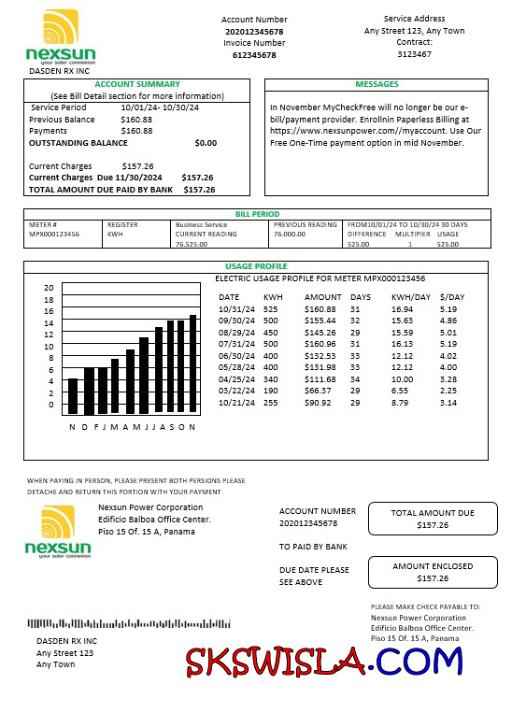 nexsun
your solar connexion
DASDEN RX INC
Account Number
202012345678
Invoice Number
612345678
Service Address
Any Street 123, Any Town
Contract:
3123467
ACCOUNT SUMMARY
(See Bill Detail section for more information)
Service Period 10/01/24- 10/30/24
Previous Balance $160.88
Payments $160.88
OUTSTANDING BALANCE $0.00
Current Charges $157.26
Current Charges Due 11/30/2024 $157.26
TOTAL AMOUNT DUE PAID BY BANK $157.26
MESSAGES
In November MyCheckFree will no longer be our e-
bill/payment provider. Enrollnin Paperless Billing at
https://www.nexsunpower.com//myaccount. Use Our
Free One-Time payment option in mid November.
BILL PERIOD
METER # REGISTER Business Service PREVIOUS READING FROM10/01/24 TO 10/30/24 30 DAYS
MPX000123456 KWH CURRENT READING 76.000.00 DIFFERENCE MULTIPLIER USAGE
76,525.00 525.00 1 525.00
USAGE PROFILE
ELECTRIC USAGE PROFILE FOR METER MPX000123456
20
18
16
14
12
10
8
6
4
2
0
N D F J M A M J J A S O N
DATE KWH AMOUNT DAYS KWH/DAY $/DAY
10/31/24 525 $160.88 31 16.94 5.19
09/30/24 500 $155.44 32 15.63 4.86
08/29/24 450 $145.26 29 15.59 5.01
07/31/24 500 $160.96 31 16.13 5.19
06/30/24 400 $132.53 33 12.12 4.02
05/28/24 400 $131.98 33 12.12 4.00
04/25/24 340 $111.68 34 10.00 3.28
03/22/24 190 $66.37 29 6.55 2.25
10/21/24 255 $90.92 29 8.79 3.14
WHEN PAYING IN PERSON, PLEASE PRESENT BOTH PERSIONS PLEASE
DETACHE AND RETURN THIS PORTION WITH YOUR PAYMENT
nexsun
your solar connexion
Nexsun Power Corporation
Edificio Balboa Office Center.
Piso 15 Of. 15 A, Panama
ACCOUNT NUMBER
202012345678
TO PAID BY BANK
DUE DATE PLEASE
SEE ABOVE
TOTAL AMOUNT DUE
$157.26
AMOUNT ENCLOSED
$157.26
PLEASE MAKE CHECK PAYABLE TO:
Nexsun Power Corporation
Edificio Balboa Office Center.
Piso 15 Of. 15 A, Panama
DASDEN RX INC
Any Street 123
Any Town
SKSWISLA.COM